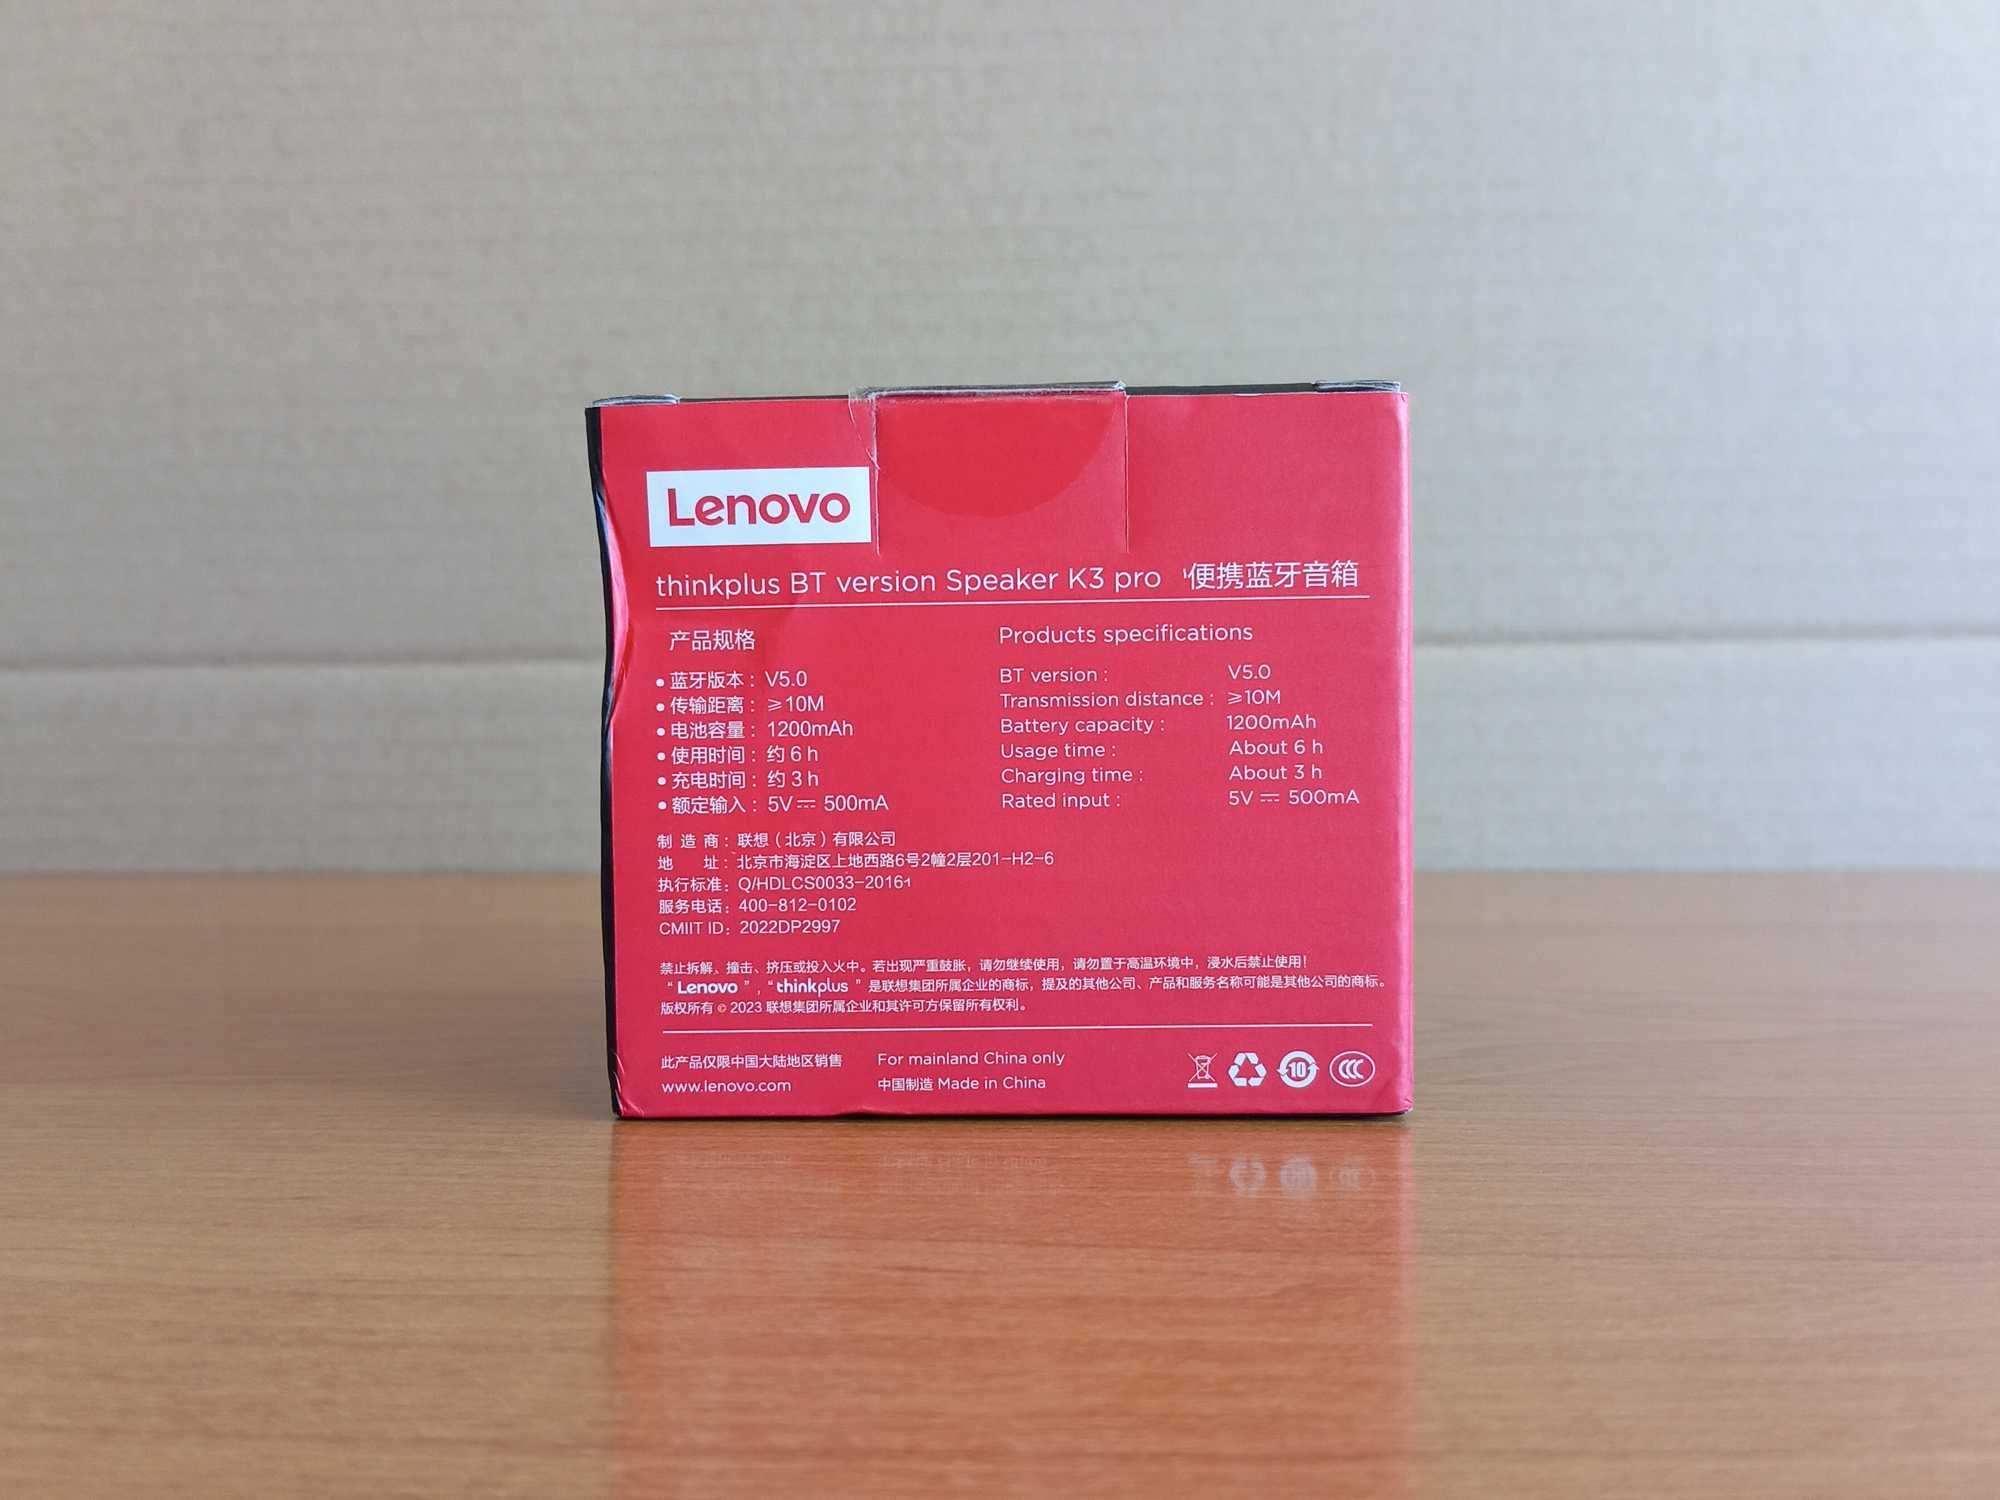 Lenovo
thinkplus BT version Speaker K3 pro 便携蓝牙音箱
产品规格
• 蓝牙版本：V5.0
• 传输距离：≥10M
• 电池容量：1200mAh
• 使用时间：约 6 h
• 充电时间：约 3 h
• 额定输入：5V⎓500mA
Products specifications
BT version : V5.0
Transmission distance : ≥10M
Battery capacity : 1200mAh
Usage time : About 6 h
Charging time : About 3 h
Rated input : 5V⎓500mA
制造商：联想（北京）有限公司
地址：北京市海淀区上地西路6号2幢2层201-H2-6
执行标准：Q/HDLCS0033-2016
服务电话：400-812-0102
CMIIT ID：2022DP2997
禁止拆解、撞击、挤压或投入火中。若出现严重鼓胀，请勿继续使用，请勿置于高温环境中，浸水后禁止使用！
“Lenovo”，“thinkplus”是联想集团所属企业的商标，提及的其他公司、产品和服务名称可能是其他公司的商标。
版权所有 © 2023 联想集团所属企业和其许可方保留所有权利。
此产品仅限中国大陆地区销售 For mainland China only
www.lenovo.com 中国制造 Made in China
10
CCC